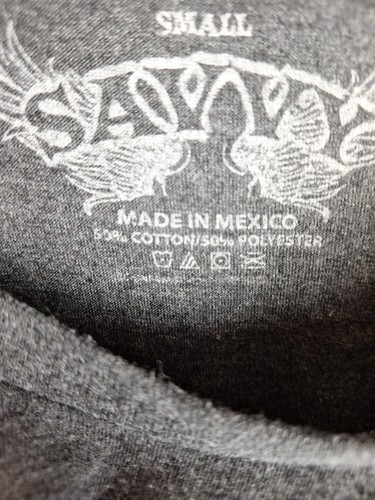 SMALL
MADE IN MEXICO
50% COTTON/50% POLYESTER